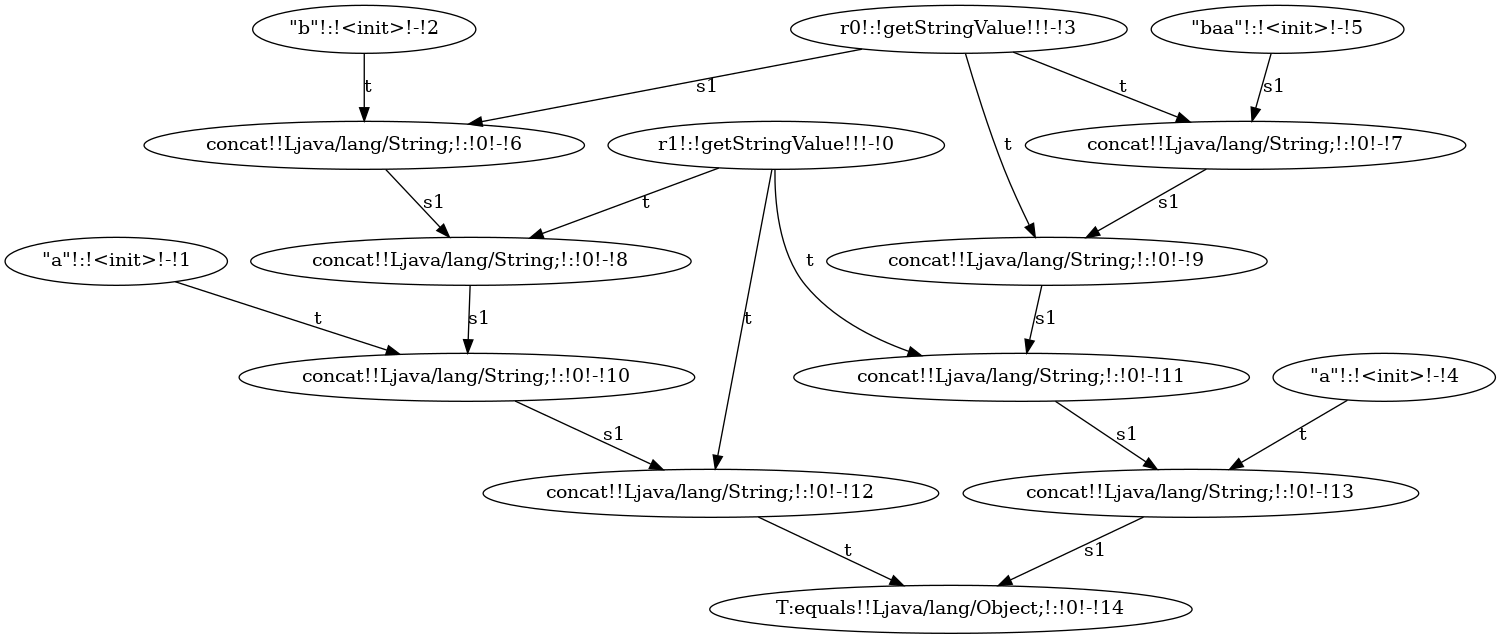 "b"!:!<init>!-!2
r0!:!getStringValue!!!-!3
"baa"!:!<init>!-!5
t
s1
t
s1
concat!!Ljava/lang/String;!:!0!-!6
r1!:!getStringValue!!!-!0
t
concat!!Ljava/lang/String;!:!0!-!7
s1
t
s1
"a"!:!<init>!-!1
concat!!Ljava/lang/String;!:!0!-!8
t
concat!!Ljava/lang/String;!:!0!-!9
t
s1
t
s1
concat!!Ljava/lang/String;!:!0!-!10
concat!!Ljava/lang/String;!:!0!-!11
"a"!:!<init>!-!4
s1
s1
t
concat!!Ljava/lang/String;!:!0!-!12
concat!!Ljava/lang/String;!:!0!-!13
t
s1
T:equals!!Ljava/lang/Object;!:!0!-!14